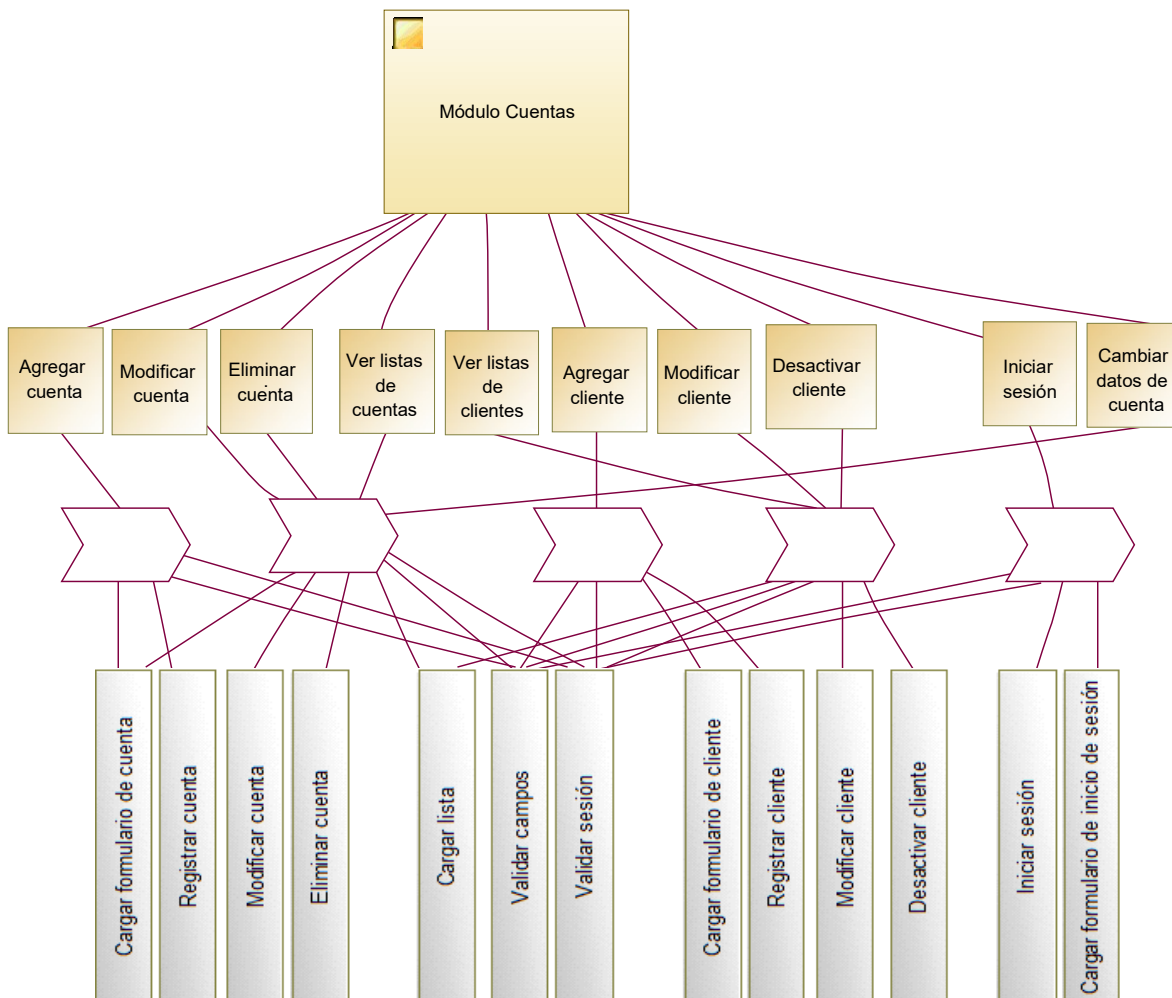 Módulo Cuentas
Agregar
cuenta
Modificar
cuenta
Eliminar
cuenta
Ver listas
de
cuentas
Ver listas
de
clientes
Agregar
cliente
Modificar
cliente
Desactivar
cliente
Iniciar
sesión
Cambiar
datos de
cuenta
Cargar formulario de cuenta
Registrar cuenta
Modificar cuenta
Eliminar cuenta
Cargar lista
Validar campos
Validar sesión
Cargar formulario de cliente
Registrar cliente
Modificar cliente
Desactivar cliente
Iniciar sesión
Cargar formulario de inicio de sesión